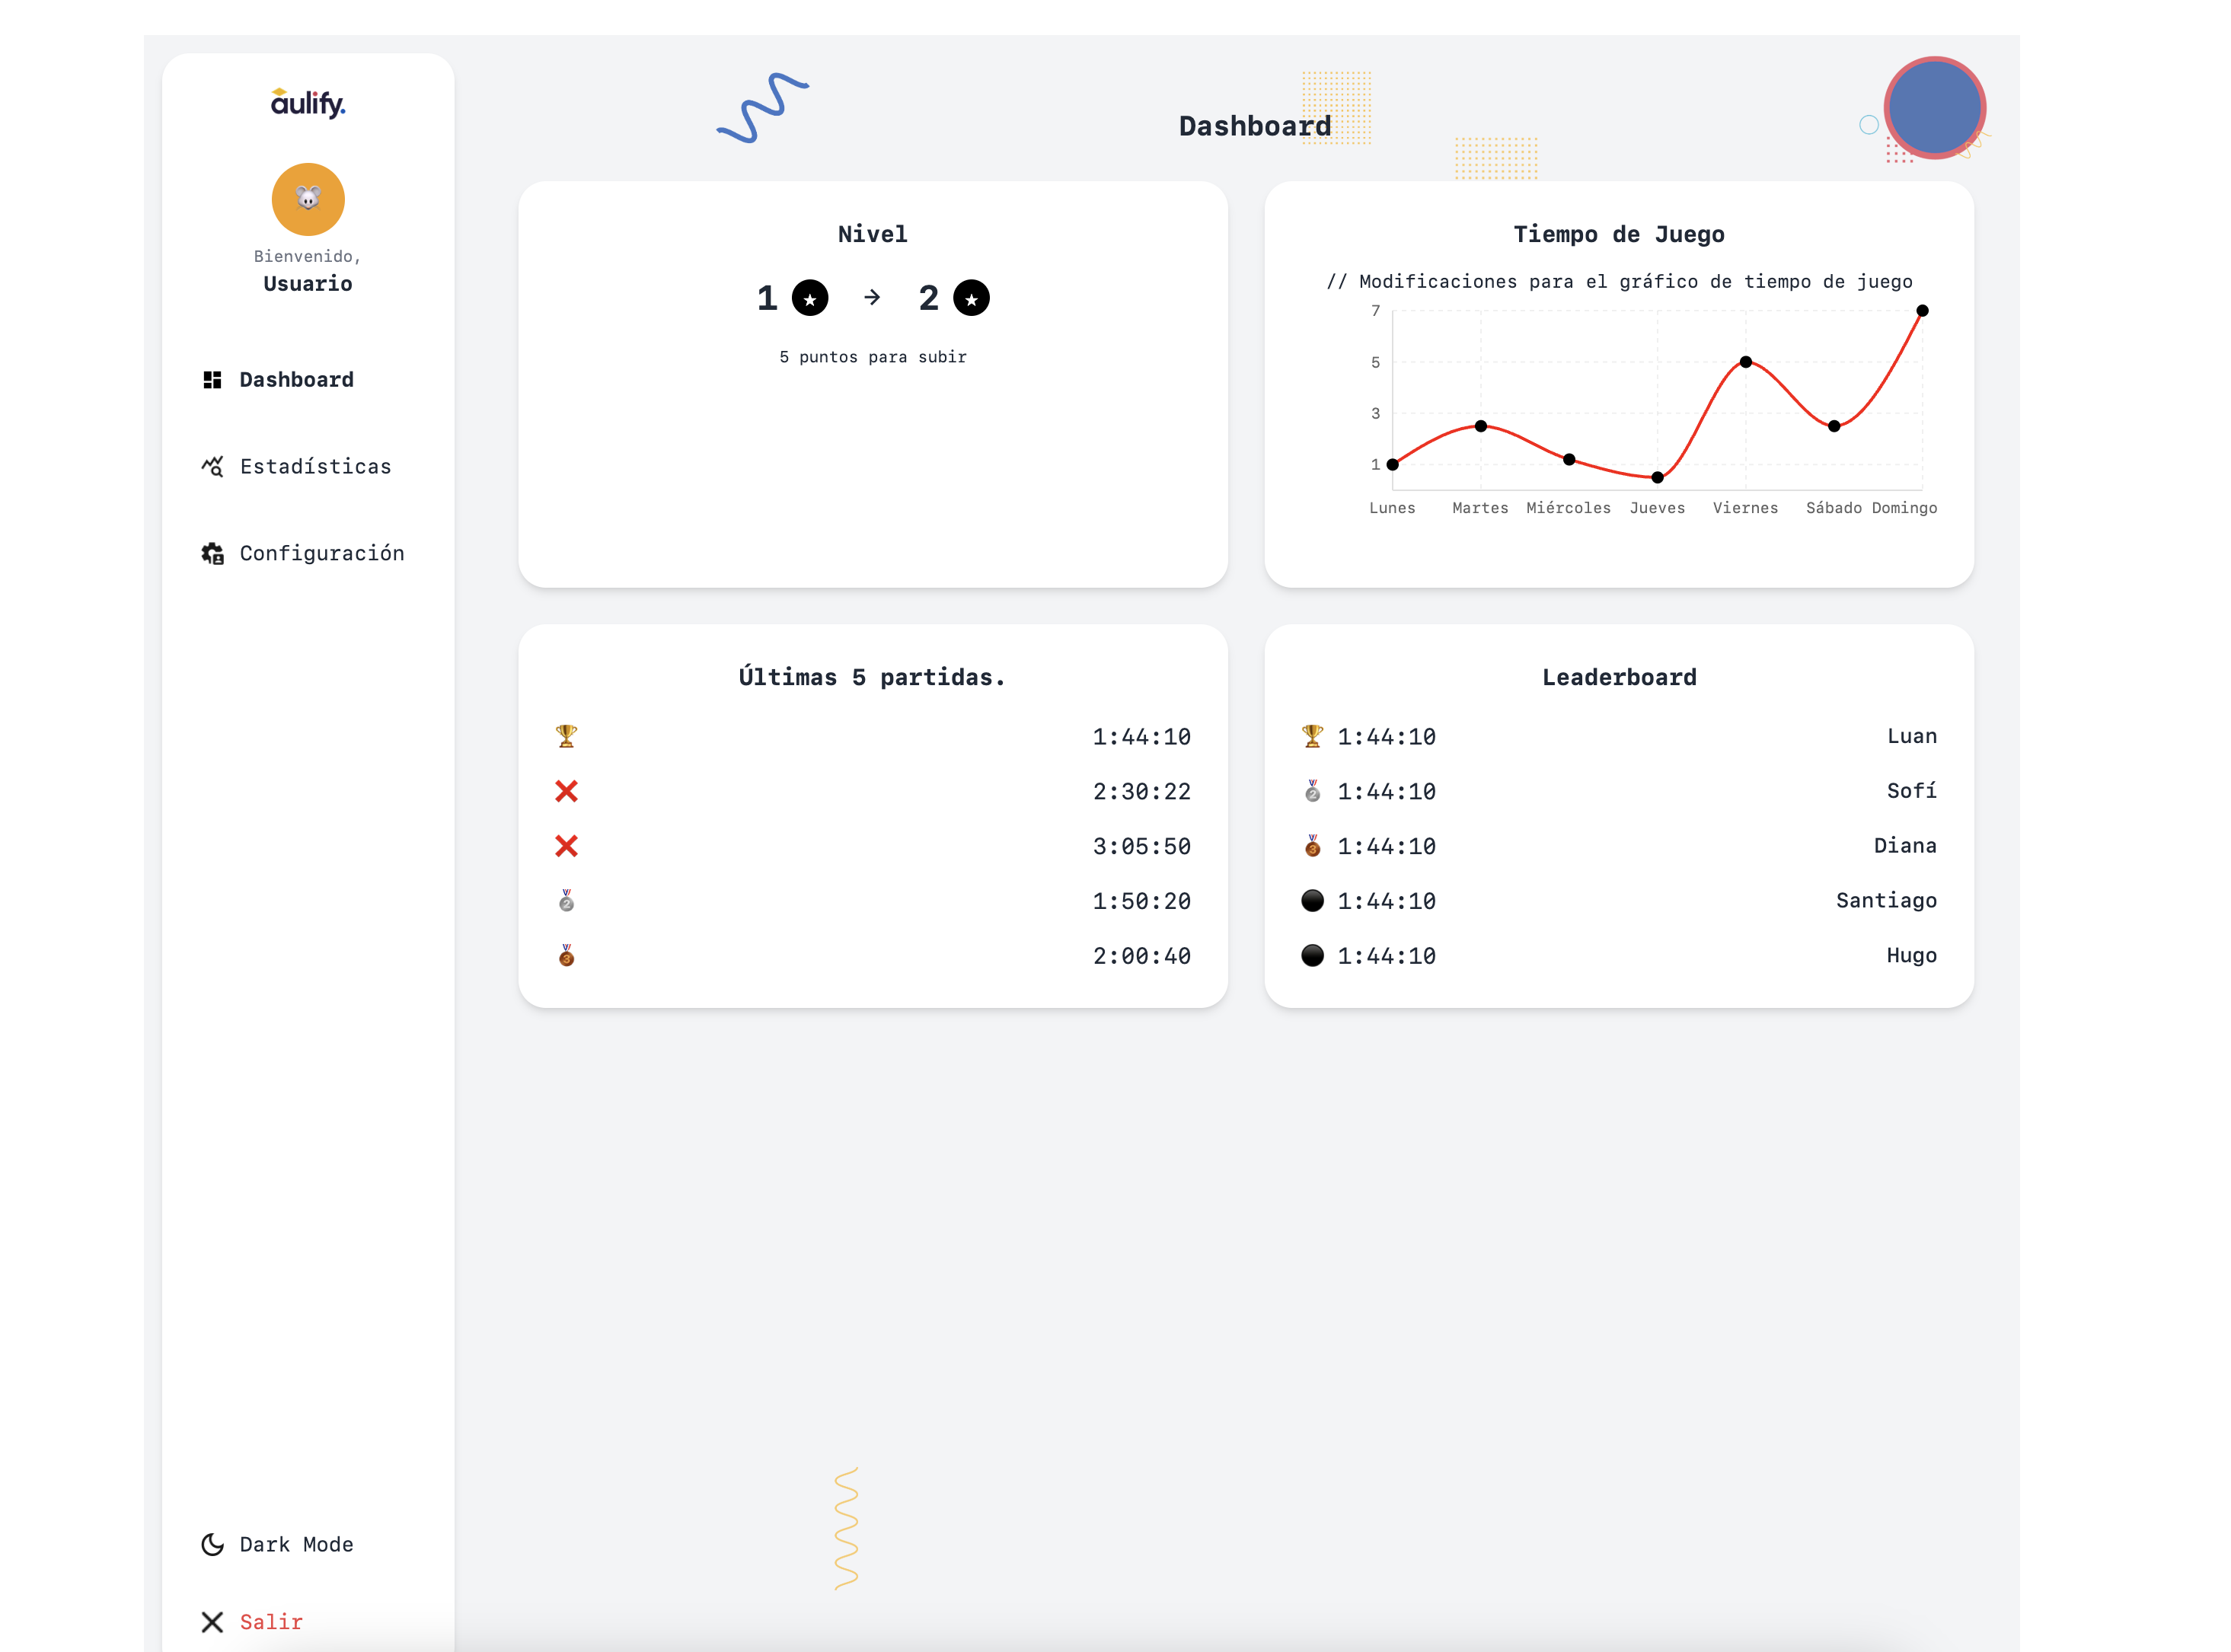 aulify.
Bienvenido,
Usuario
Dashboard
Estadísticas
Configuración
Dark Mode
Salir
Dashboard
Nivel
1 → 2
5 puntos para subir
Tiempo de Juego
// Modificaciones para el gráfico de tiempo de juego
7
5
3
1
Lunes Martes Miércoles Jueves Viernes Sábado Domingo
Últimas 5 partidas.
1:44:10
2:30:22
3:05:50
2 1:50:20
3 2:00:40
Leaderboard
1:44:10 Luan
2 1:44:10 Sofí
3 1:44:10 Diana
1:44:10 Santiago
1:44:10 Hugo